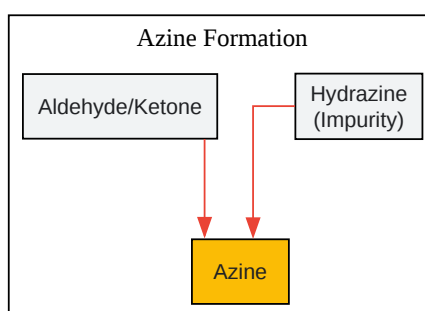 Azine Formation
Aldehyde/Ketone
Hydrazine
(Impurity)
Azine